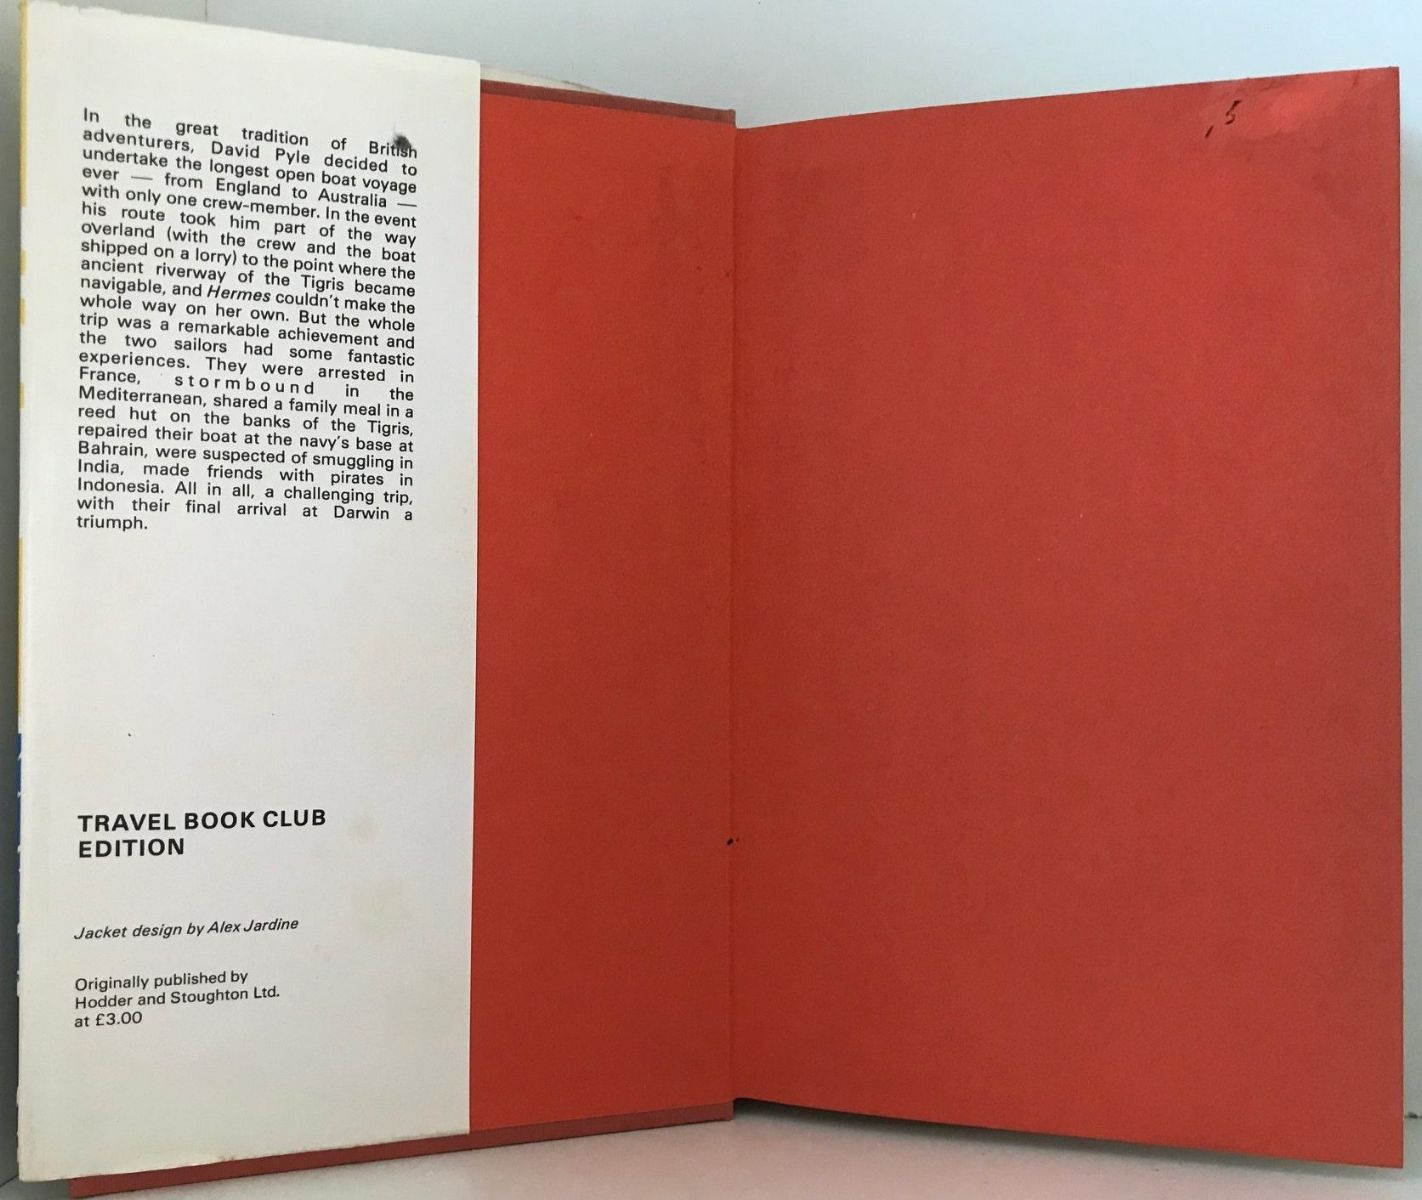 In the great tradition of British
adventurers, David Pyle decided to
undertake the longest open boat voyage
ever — from England to Australia —
with only one crew-member. In the event
his route took him part of the way
overland (with the crew and the boat
shipped on a lorry) to the point where the
ancient riverway of the Tigris became
navigable, and Hermes couldn't make the
whole way on her own. But the whole
trip was a remarkable achievement and
the two sailors had some fantastic
experiences. They were arrested in
France, stormbound in the
Mediterranean, shared a family meal in a
reed hut on the banks of the Tigris,
repaired their boat at the navy's base at
Bahrain, were suspected of smuggling in
India, made friends with pirates in
Indonesia. All in all, a challenging trip,
with their final arrival at Darwin a
triumph.
TRAVEL BOOK CLUB
EDITION
Jacket design by Alex Jardine
Originally published by
Hodder and Stoughton Ltd.
at £3.00